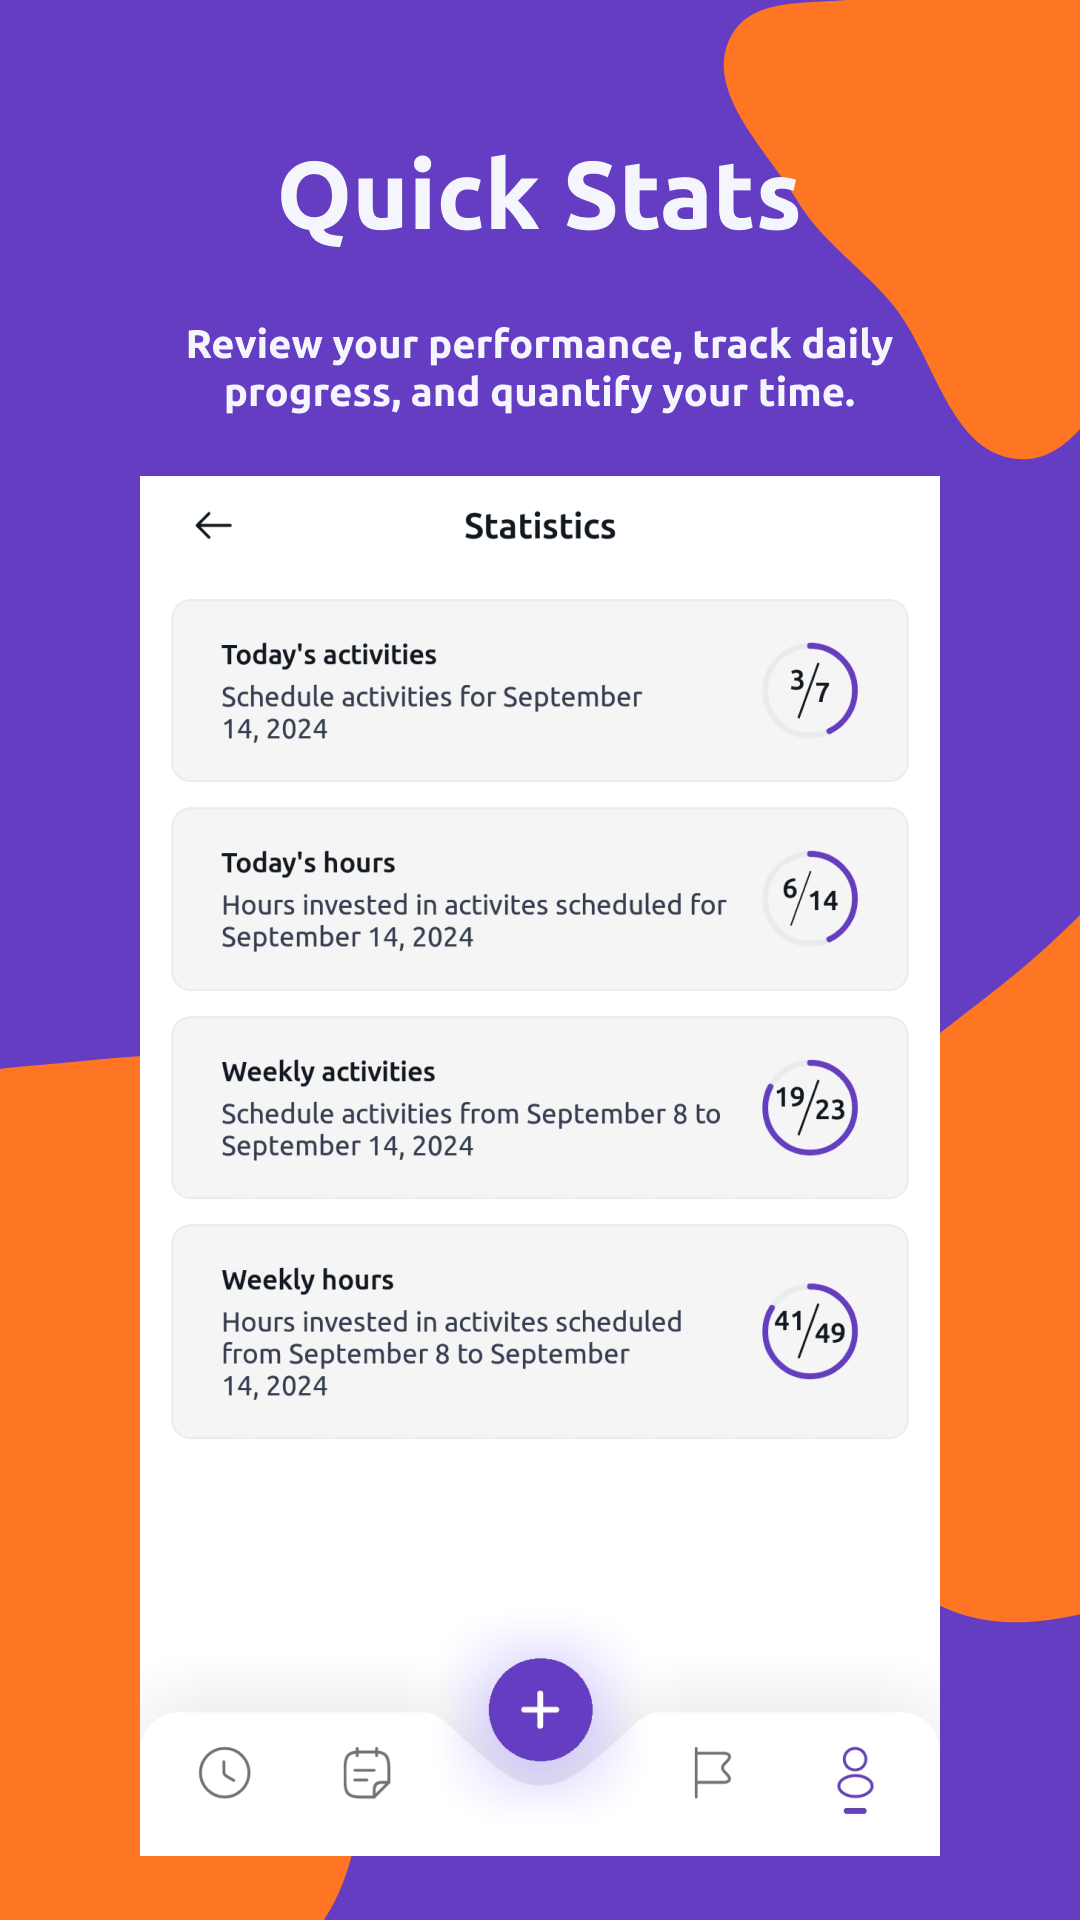 Quick Stats
Review your performance, track daily
progress, and quantify your time.
Statistics
Today's activities
Schedule activities for September
14, 2024
3/7
Today's hours
Hours invested in activites scheduled for
September 14, 2024
6/14
Weekly activities
Schedule activities from September 8 to
September 14, 2024
19/23
Weekly hours
Hours invested in activites scheduled
from September 8 to September
14, 2024
41/49